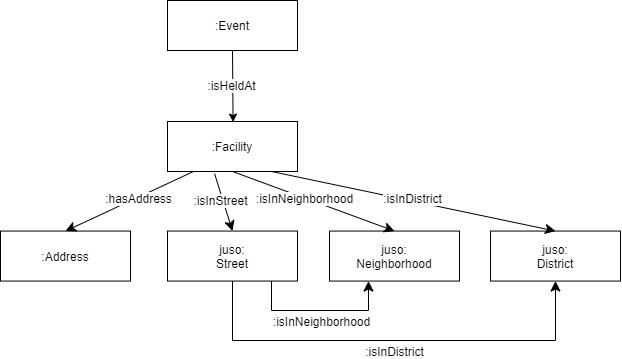 :Event
:isHeldAt
:Facility
:hasAddress
:isInStreet
:isInNeighborhood
:isInDistrict
:Address
juso:
Street
juso:
Neighborhood
juso:
District
:isInNeighborhood
:isInDistrict